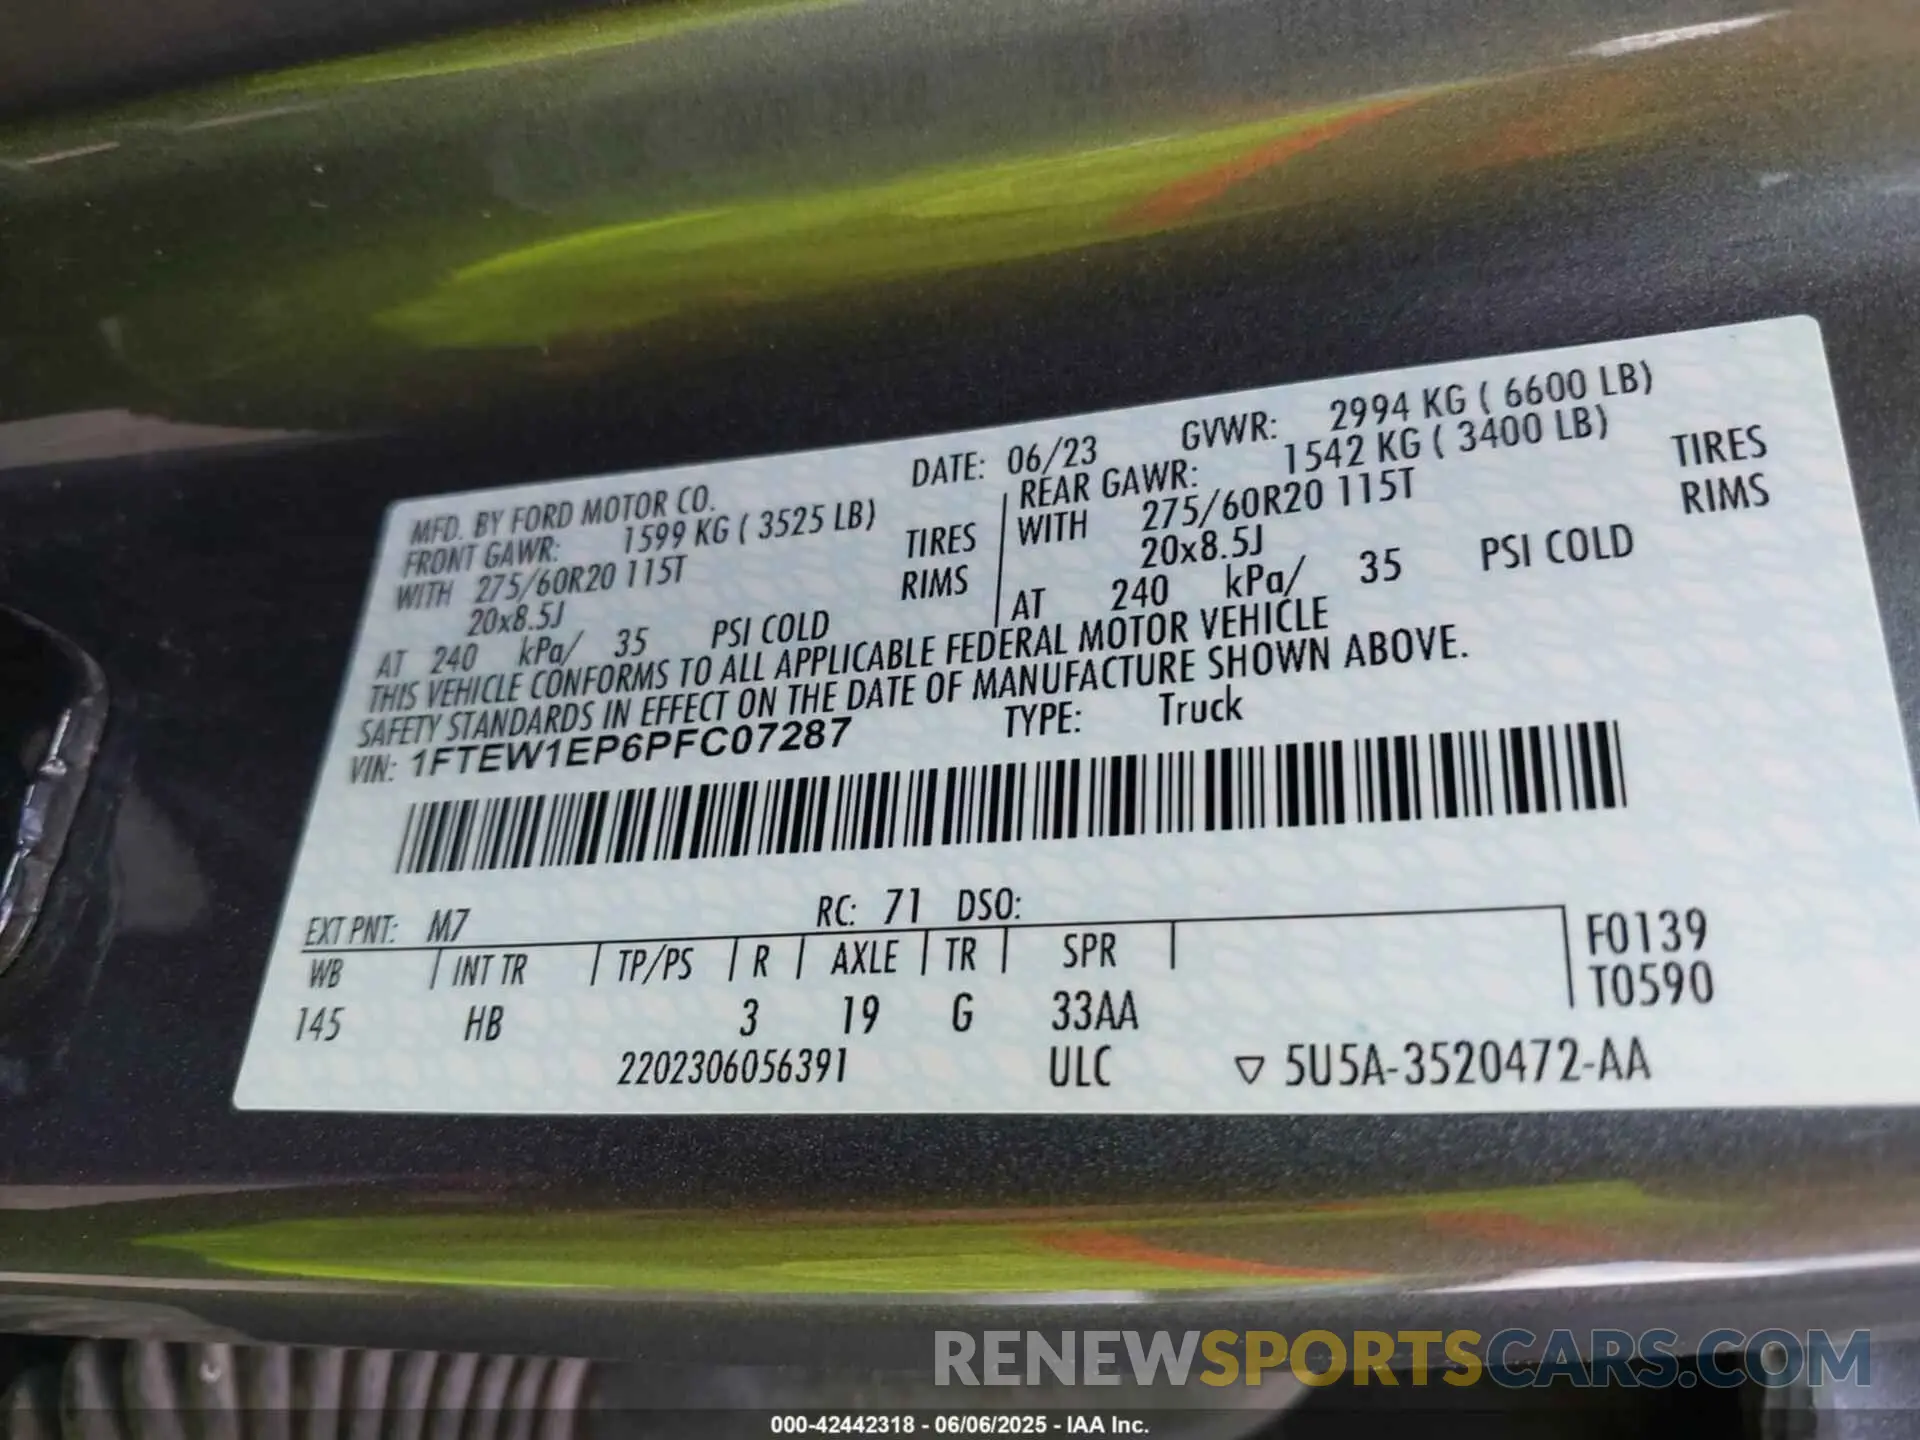 MFD. BY FORD MOTOR CO. DATE: 06/23 GVWR: 2994 KG ( 6600 LB)
FRONT GAWR: 1599 KG ( 3525 LB)
WITH 275/60R20 115T TIRES
20x8.5J RIMS
AT 240 kPa/ 35 PSI COLD
REAR GAWR: 1542 KG ( 3400 LB)
WITH 275/60R20 115T TIRES
20x8.5J RIMS
AT 240 kPa/ 35 PSI COLD
THIS VEHICLE CONFORMS TO ALL APPLICABLE FEDERAL MOTOR VEHICLE
SAFETY STANDARDS IN EFFECT ON THE DATE OF MANUFACTURE SHOWN ABOVE.
VIN: 1FTEW1EP6PFC07287 TYPE: Truck
EXT PNT: M7 RC: 71 DSO:
WB INT TR TP/PS R AXLE TR SPR F0139
T0590
145 HB 3 19 G 33AA
2202306056391 ULC ▽ 5U5A-3520472-AA
RENEWSPORTSCARS.COM
000-42442318 - 06/06/2025 - IAA Inc.